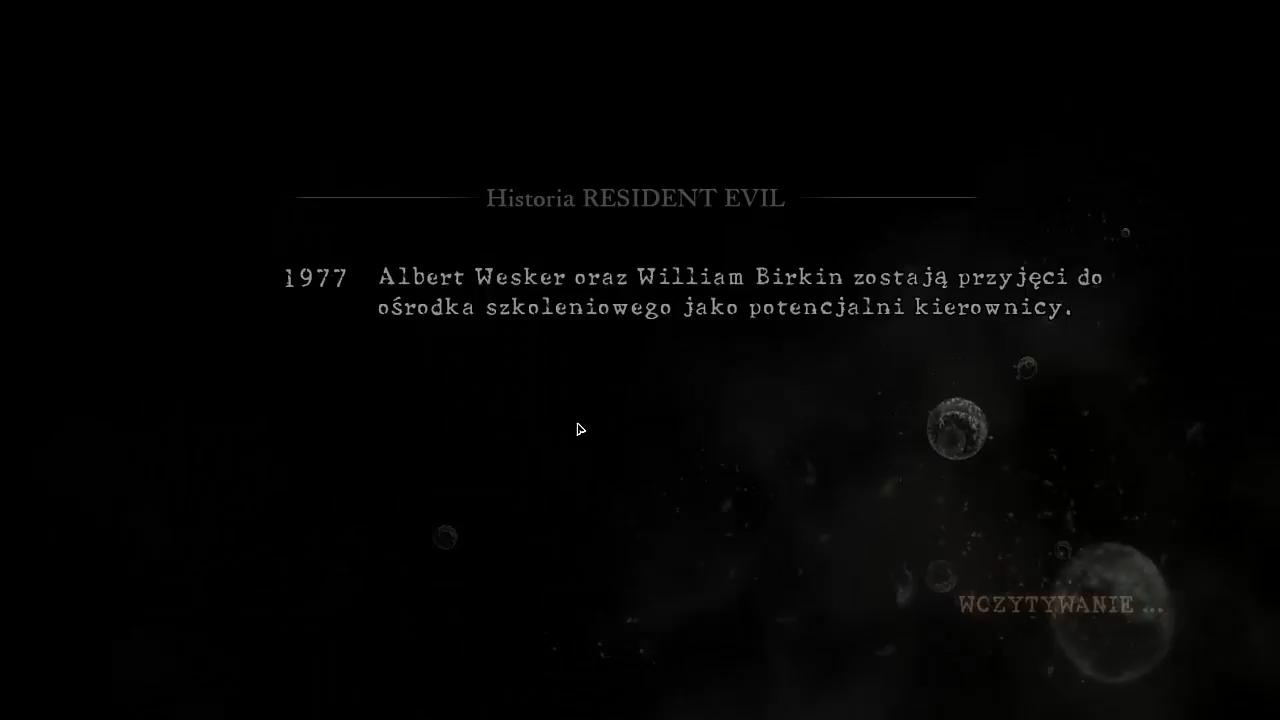 Historia RESIDENT EVIL
1977 Albert Wesker oraz William Birkin zostają przyjęci do
ośrodka szkoleniowego jako potencjalni kierownicy.
WCZYTYWANIE ...